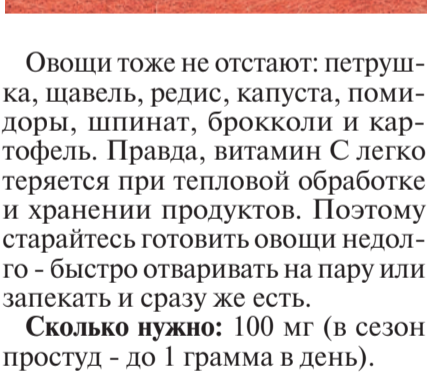 Овощи тоже не отстают: петруш-
ка, щавель, редис, капуста, поми-
доры, шпинат, брокколи и кар-
тофель. Правда, витамин С легко
теряется при тепловой обработке
и хранении продуктов. Поэтому
старайтесь готовить овощи недол-
го - быстро отваривать на пару или
запекать и сразу же есть.
Сколько нужно: 100 мг (в сезон
простуд - до 1 грамма в день).